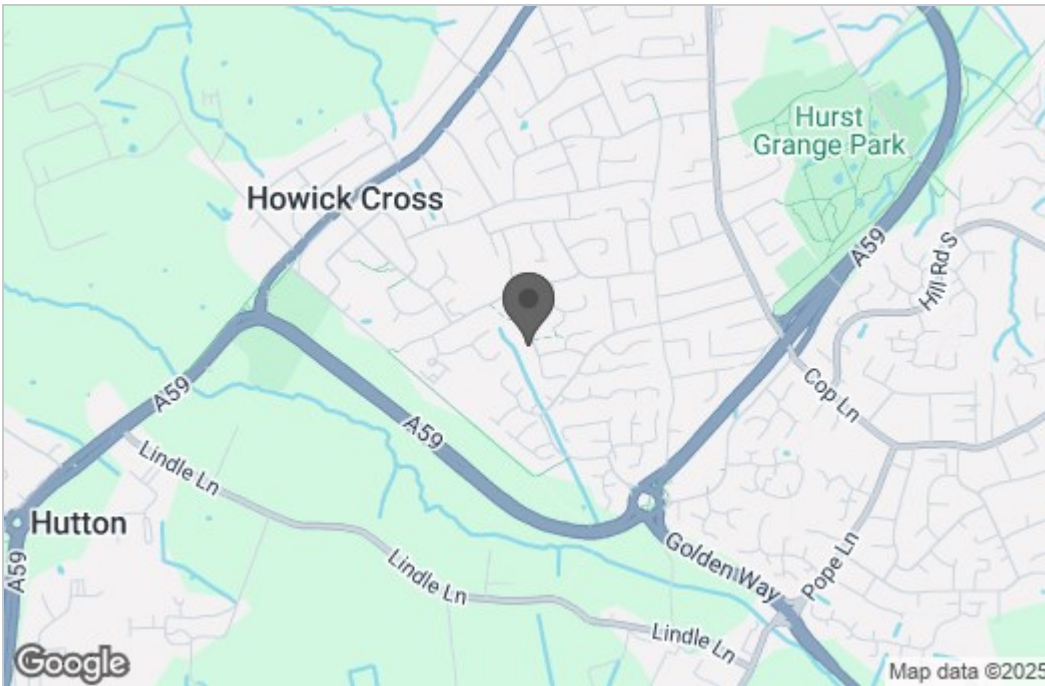 Hurst
Grange Park
Howick Cross
A59
Hill Rd S
A59
A59
Cop Ln
Lindle Ln
Hutton
A59
Golden Way
Pope Ln
Lindle Ln
Lindle Ln
Google
Map data ©2025